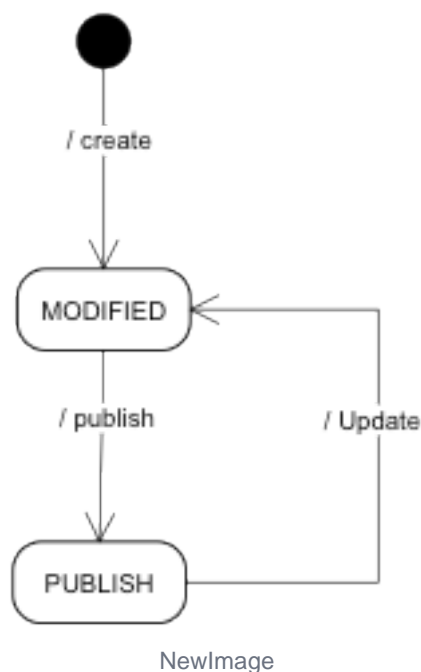 / create
MODIFIED
/ publish
/ Update
PUBLISH
NewImage